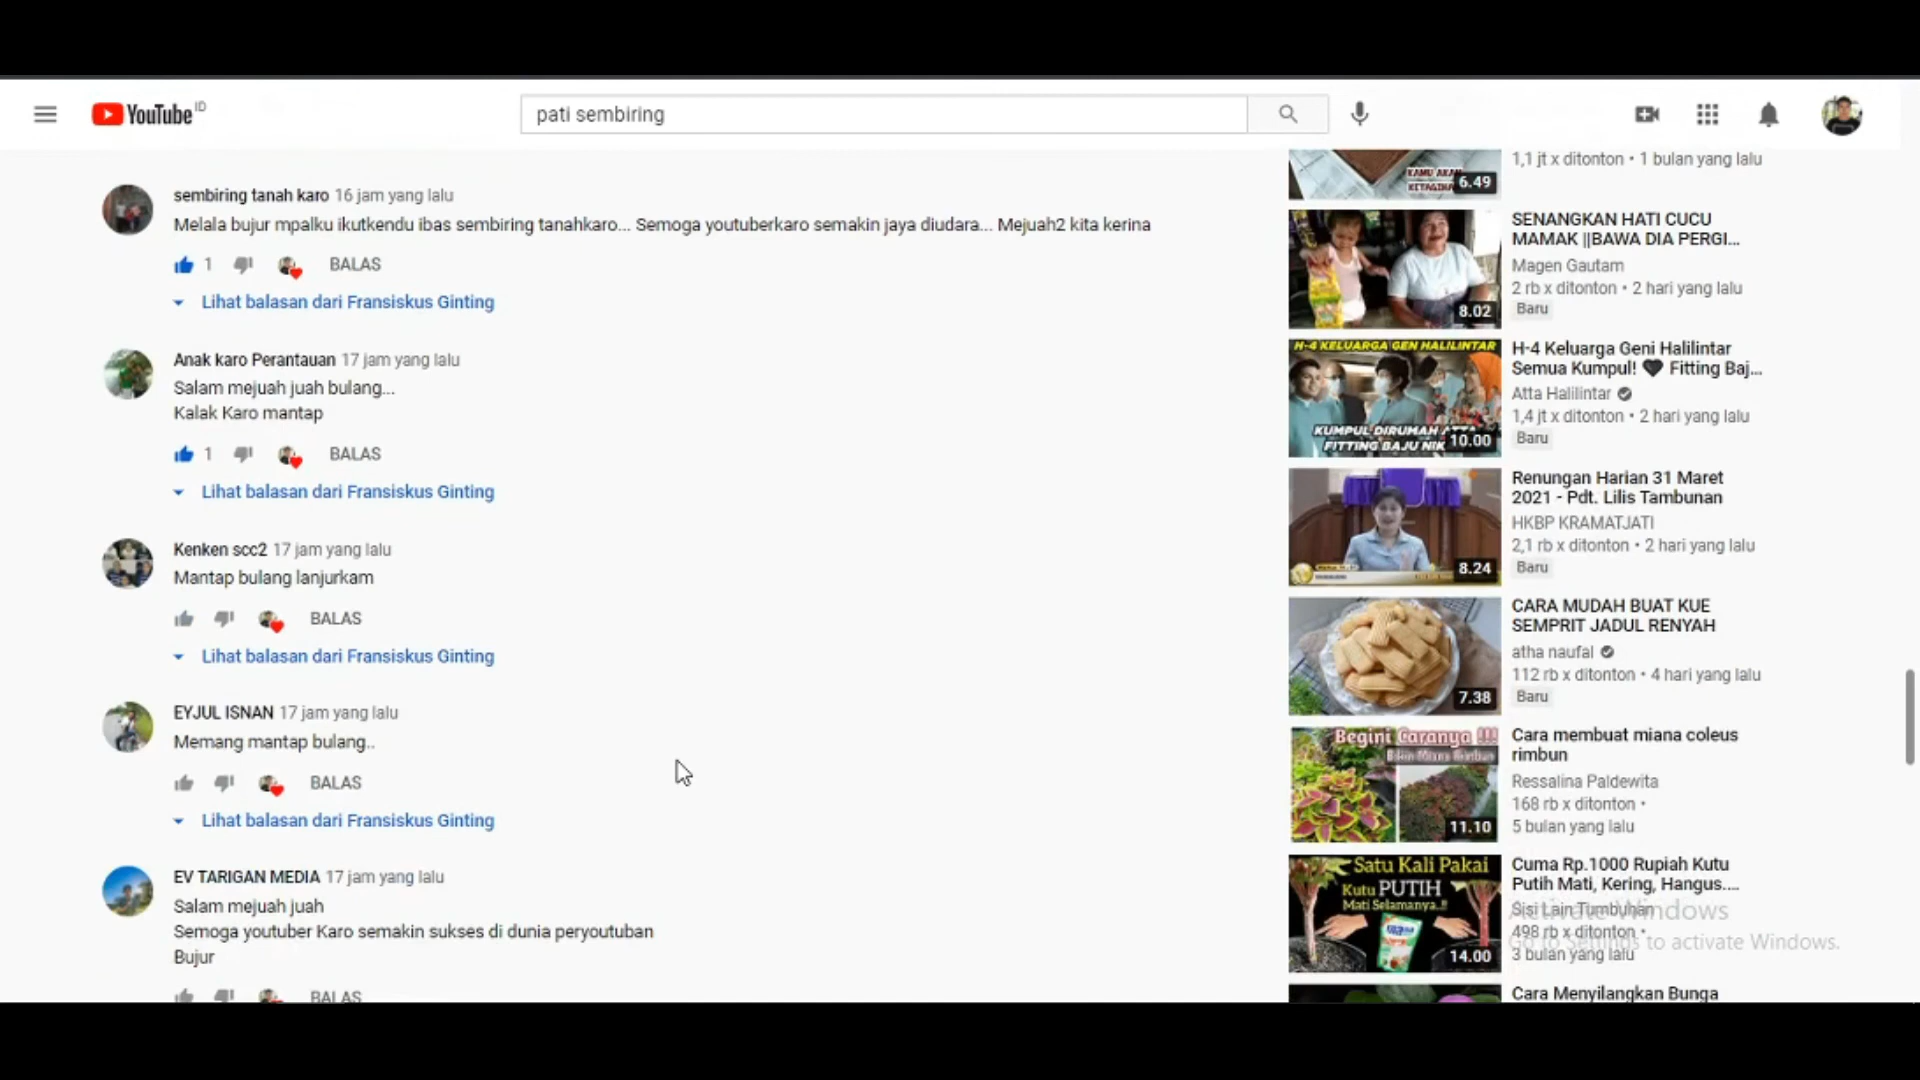 YouTube ID
pati sembiring
sembiring tanah karo 16 jam yang lalu
Melala bujur mpalku ikutkendu ibas sembiring tanahkaro... Semoga youtuberkaro semakin jaya diudara... Mejuah2 kita kerina
1 BALAS
Lihat balasan dari Fransiskus Ginting
Anak karo Perantauan 17 jam yang lalu
Salam mejuah juah bulang...
Kalak Karo mantap
1 BALAS
Lihat balasan dari Fransiskus Ginting
Kenken scc2 17 jam yang lalu
Mantap bulang lanjurkam
BALAS
Lihat balasan dari Fransiskus Ginting
EYJUL ISNAN 17 jam yang lalu
Memang mantap bulang..
BALAS
Lihat balasan dari Fransiskus Ginting
EV TARIGAN MEDIA 17 jam yang lalu
Salam mejuah juah
Semoga youtuber Karo semakin sukses di dunia peryoutuban
Bujur
BALAS
KAMU AKAN
6.49
1,1 jt x ditonton • 1 bulan yang lalu
8.02
SENANGKAN HATI CUCU
MAMAK ||BAWA DIA PERGI...
Magen Gautam
2 rb x ditonton • 2 hari yang lalu
Baru
H-4 KELUARGA GEN HALILINTAR
KUMPUL DIRUMAH ATTA
FITTING BAJU NIK
10.00
H-4 Keluarga Geni Halilintar
Semua Kumpul! 🖤 Fitting Baj...
Atta Halilintar
1,4 jt x ditonton • 2 hari yang lalu
Baru
8.24
Renungan Harian 31 Maret
2021 - Pdt. Lilis Tambunan
HKBP KRAMATJATI
2,1 rb x ditonton • 2 hari yang lalu
Baru
7.38
CARA MUDAH BUAT KUE
SEMPRIT JADUL RENYAH
atha naufal
112 rb x ditonton • 4 hari yang lalu
Baru
Begini Caranya !!!
Bikin Miana Rimbun
11.10
Cara membuat miana coleus
rimbun
Ressalina Paldewita
168 rb x ditonton •
5 bulan yang lalu
Satu Kali Pakai
Kutu PUTIH
Mati Selamanya..!!
14.00
Cuma Rp.1000 Rupiah Kutu
Putih Mati, Kering, Hangus....
Sisi Lain Tumbuhan
498 rb x ditonton •
3 bulan yang lalu
Activate Windows
Go to Settings to activate Windows.
Cara Menyilangkan Bunga